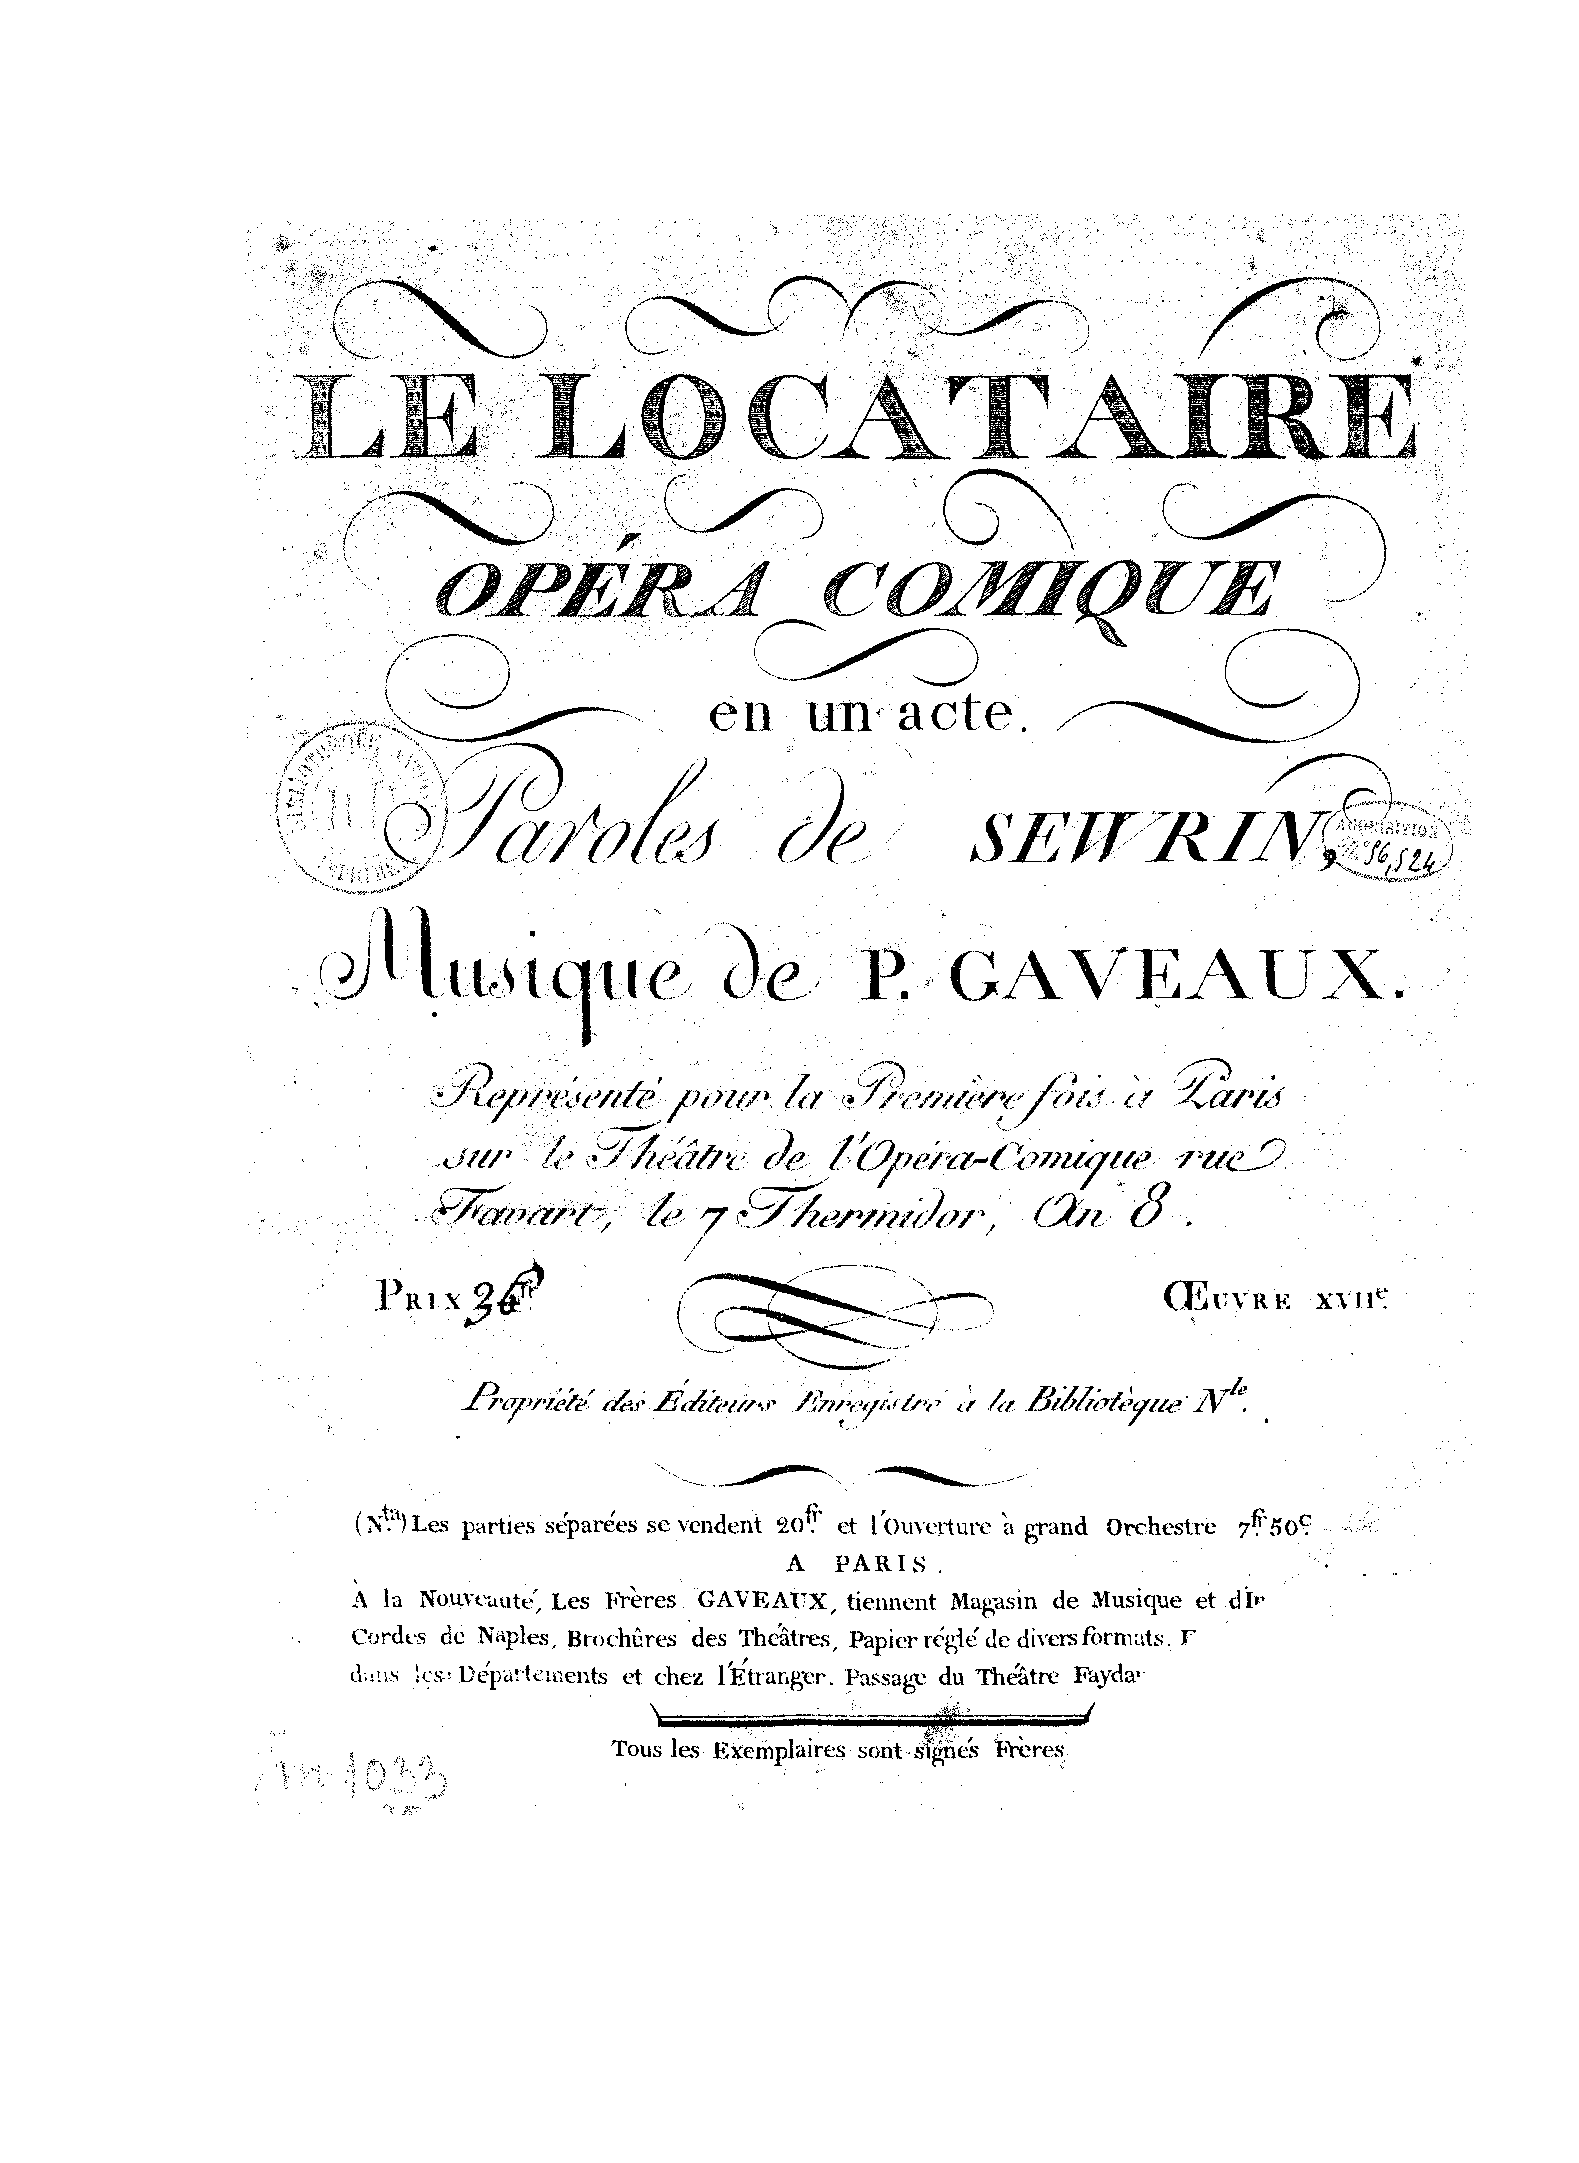 LE LOCATAIRE
OPÉRA COMIQUE
en un acte.
Paroles de SEWRIN,
56,524
Musique de P. GAVEAUX.
Représenté pour la Première fois à Paris
sur le Théâtre de l'Opéra-Comique rue
Favart, le 7 Thermidor, An 8.
PRIX 36fr. ŒUVRE XVIIe.
Propriété des Éditeurs Enregistré à la Bibliotèque Nle.
(Nta.) Les parties séparées se vendent 20fr. et l'Ouverture à grand Orchestre 7fr. 50c.
A PARIS.
À la Nouveauté, Les Frères GAVEAUX, tiennent Magasin de Musique et
Cordes de Naples, Brochûres des Théâtres, Papier réglé de divers formats.
dans les Départements et chez l'Étranger. Passage du Théâtre
Tous les Exemplaires sont signés Frères
1033